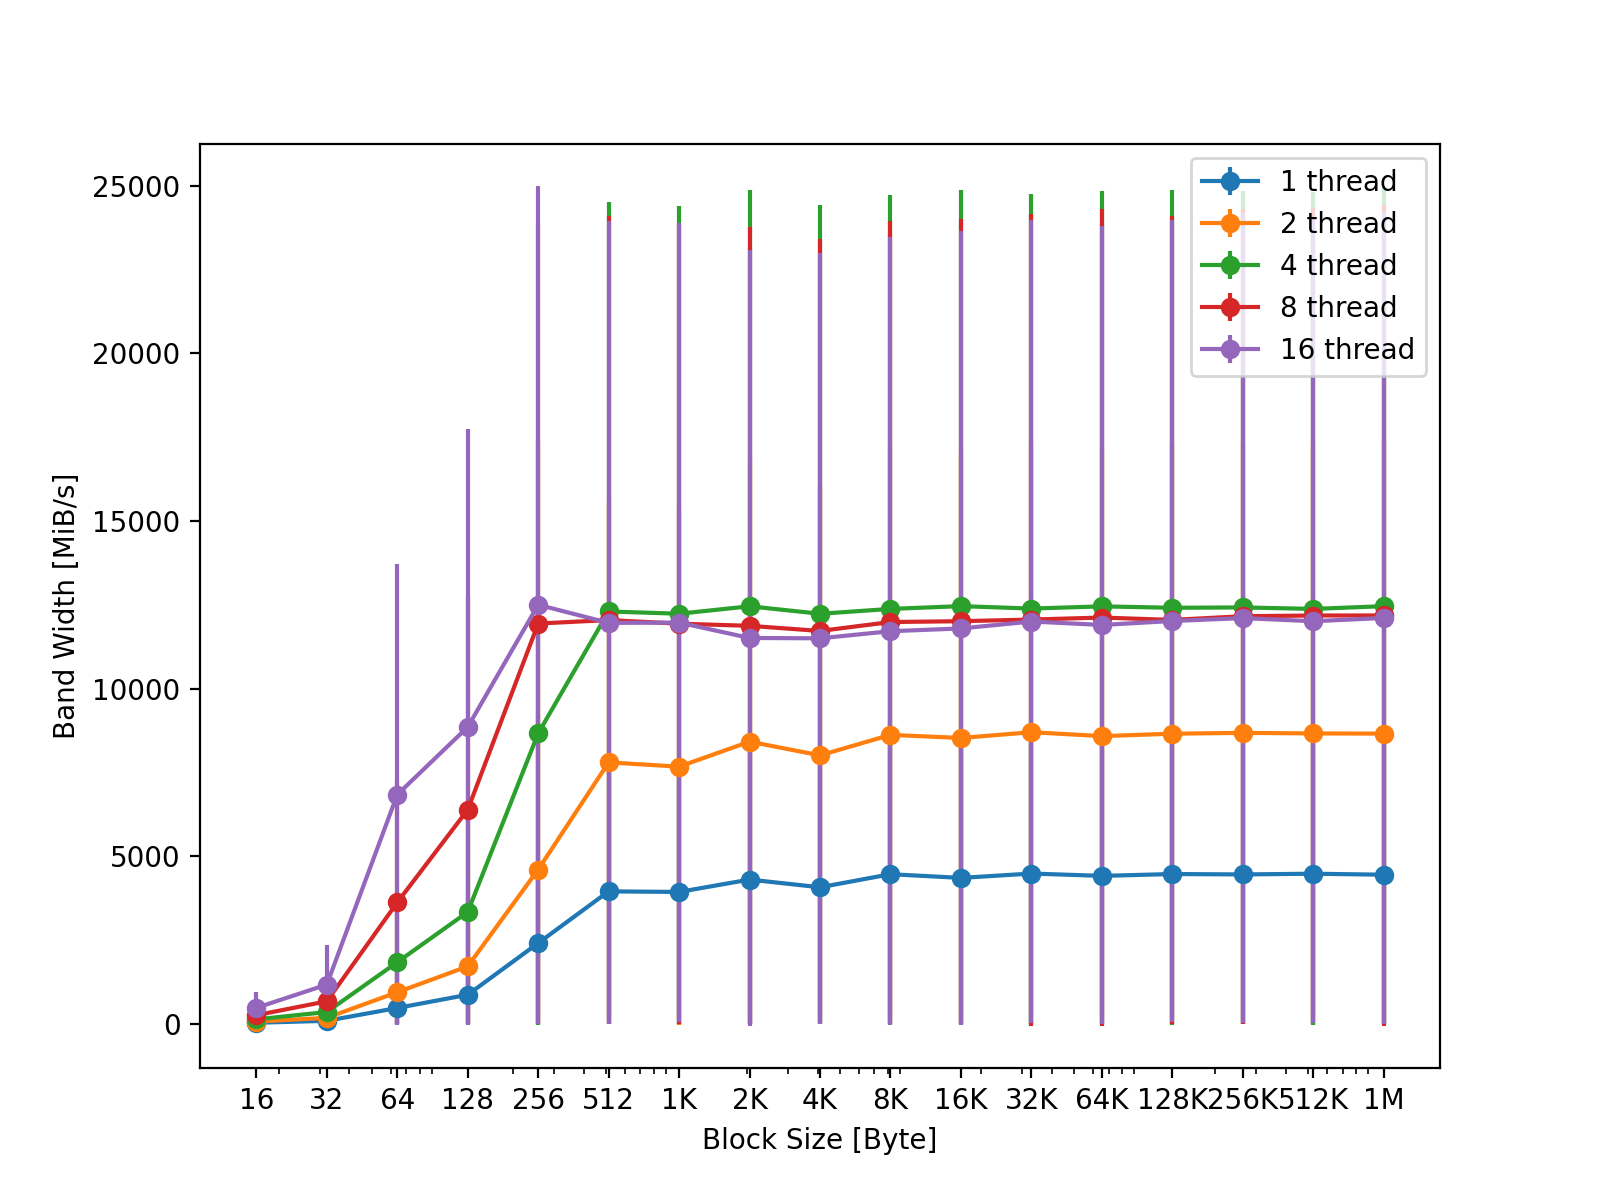 25000
20000
15000
10000
5000
0
Band Width [MiB/s]
1 thread
2 thread
4 thread
8 thread
16 thread
16 32 64 128 256 512 1K 2K 4K 8K 16K 32K 64K 128K 256K 512K 1M
Block Size [Byte]